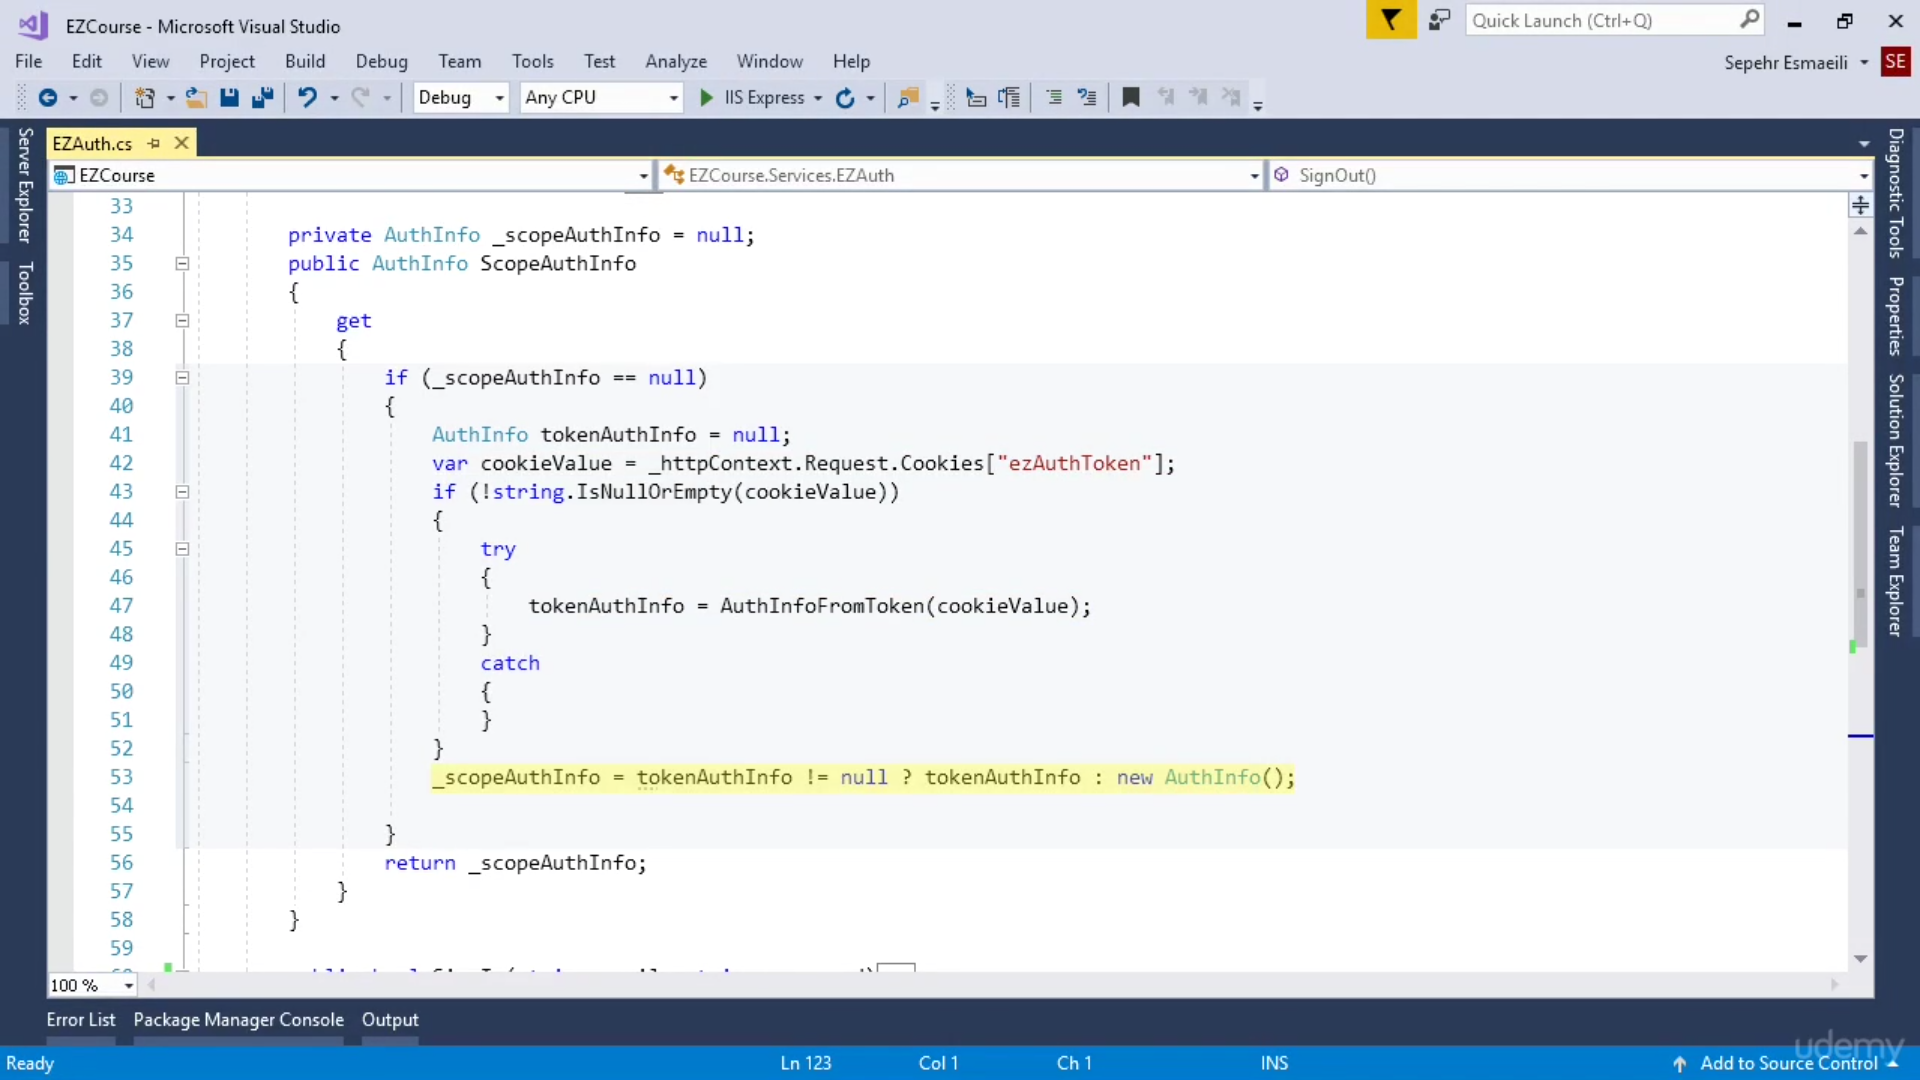 EZCourse - Microsoft Visual Studio
Quick Launch (Ctrl+Q)
File Edit View Project Build Debug Team Tools Test Analyze Window Help
Sepehr Esmaeili SE
Debug Any CPU IIS Express
EZAuth.cs
EZCourse EZCourse.Services.EZAuth SignOut()
Server Explorer
Toolbox
33
34 private AuthInfo _scopeAuthInfo = null;
35 public AuthInfo ScopeAuthInfo
36 {
37 get
38 {
39 if (_scopeAuthInfo == null)
40 {
41 AuthInfo tokenAuthInfo = null;
42 var cookieValue = _httpContext.Request.Cookies["ezAuthToken"];
43 if (!string.IsNullOrEmpty(cookieValue))
44 {
45 try
46 {
47 tokenAuthInfo = AuthInfoFromToken(cookieValue);
48 }
49 catch
50 {
51 }
52 }
53 _scopeAuthInfo = tokenAuthInfo != null ? tokenAuthInfo : new AuthInfo();
54
55 }
56 return _scopeAuthInfo;
57 }
58 }
59
Diagnostic Tools
Properties
Solution Explorer
Team Explorer
100 %
Error List Package Manager Console Output
Ready Ln 123 Col 1 Ch 1 INS Add to Source Control
udemy